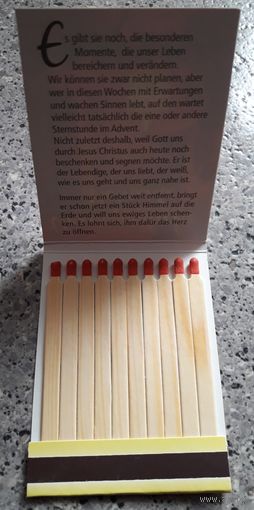 Es gibt sie noch, die besonderen
Momente, die unser Leben
bereichern und verändern.
Wir können sie zwar nicht planen, aber
wer in diesen Wochen mit Erwartungen
und wachen Sinnen lebt, auf den wartet
vielleicht tatsächlich die eine oder andere
Sternstunde im Advent.
Nicht zuletzt deshalb, weil Gott uns
durch Jesus Christus auch heute noch
beschenken und segnen möchte. Er ist
der Lebendige, der uns liebt, der weiß,
wie es uns geht und uns ganz nahe ist.
Immer nur ein Gebet weit entfernt, bringt
er schon jetzt ein Stück Himmel auf die
Erde und will uns ewiges Leben schen-
ken. Es lohnt sich, ihm dafür das Herz
zu öffnen.